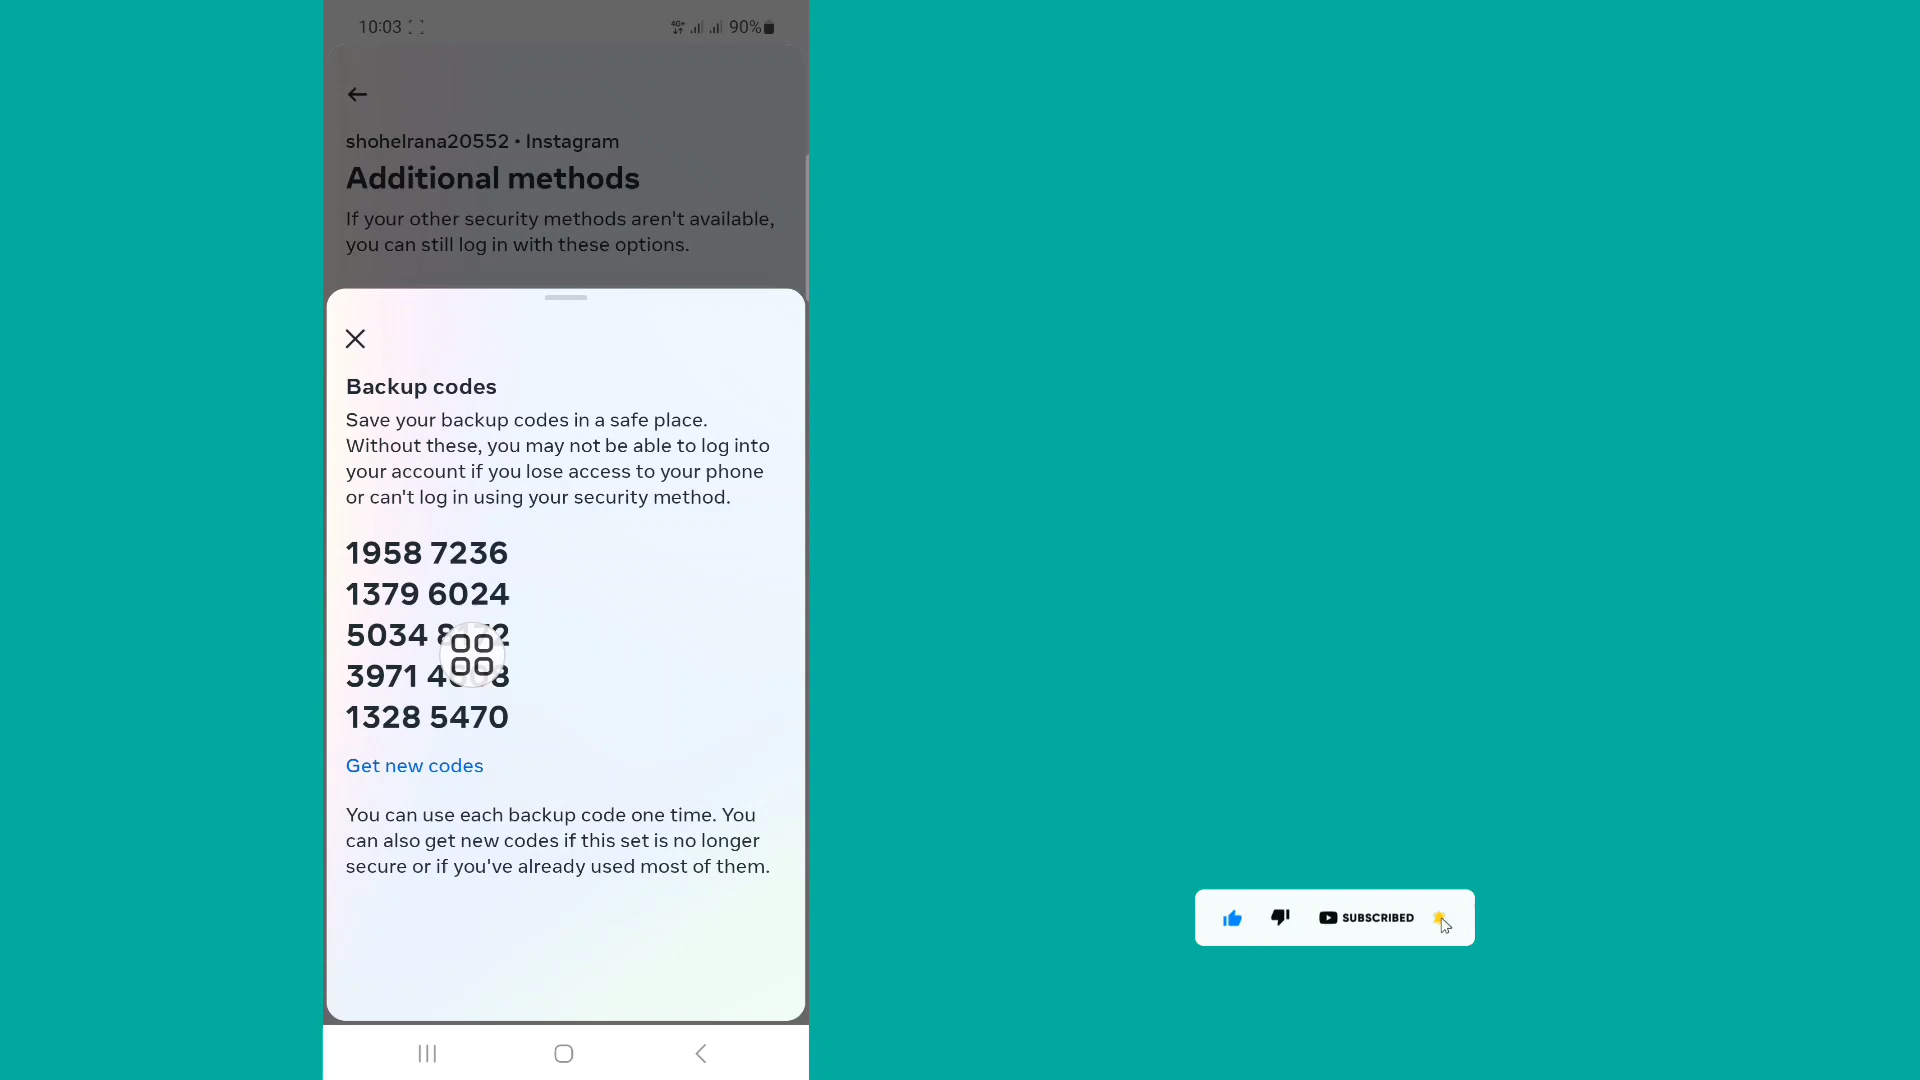 10:03 4G+ 90%
shohelrana20552 • Instagram
Additional methods
If your other security methods aren't available,
you can still log in with these options.
Backup codes
Save your backup codes in a safe place.
Without these, you may not be able to log into
your account if you lose access to your phone
or can't log in using your security method.
1958 7236
1379 6024
5034
3971
1328 5470
Get new codes
You can use each backup code one time. You
can also get new codes if this set is no longer
secure or if you've already used most of them.
SUBSCRIBED